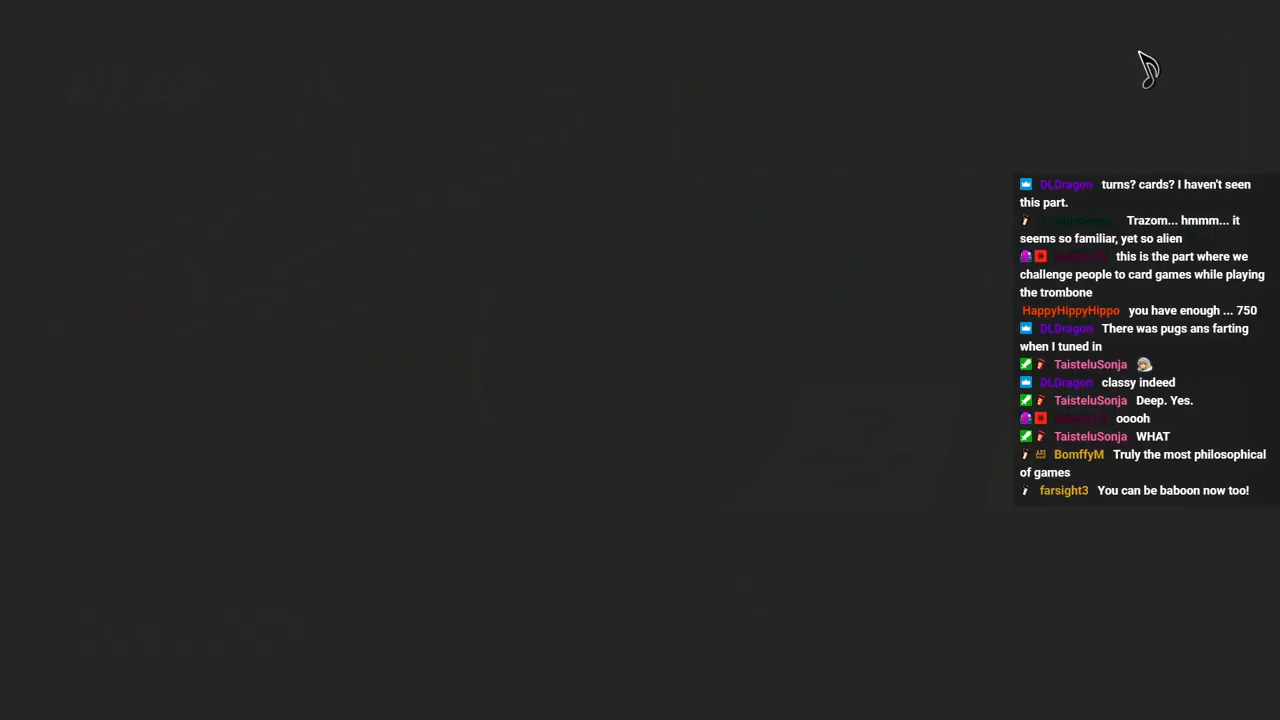 PLAY
DLDragon turns? cards? I haven't seen
this part.
Trazom... hmmm... it
seems so familiar, yet so alien
this is the part where we
challenge people to card games while playing
the trombone
HappyHippyHippo you have enough ... 750
DLDragon There was pugs ans farting
when I tuned in
TaisteluSonja
DLDragon classy indeed
TaisteluSonja Deep. Yes.
ooooh
TaisteluSonja WHAT
BomffyM Truly the most philosophical
of games
farsight3 You can be baboon now too!